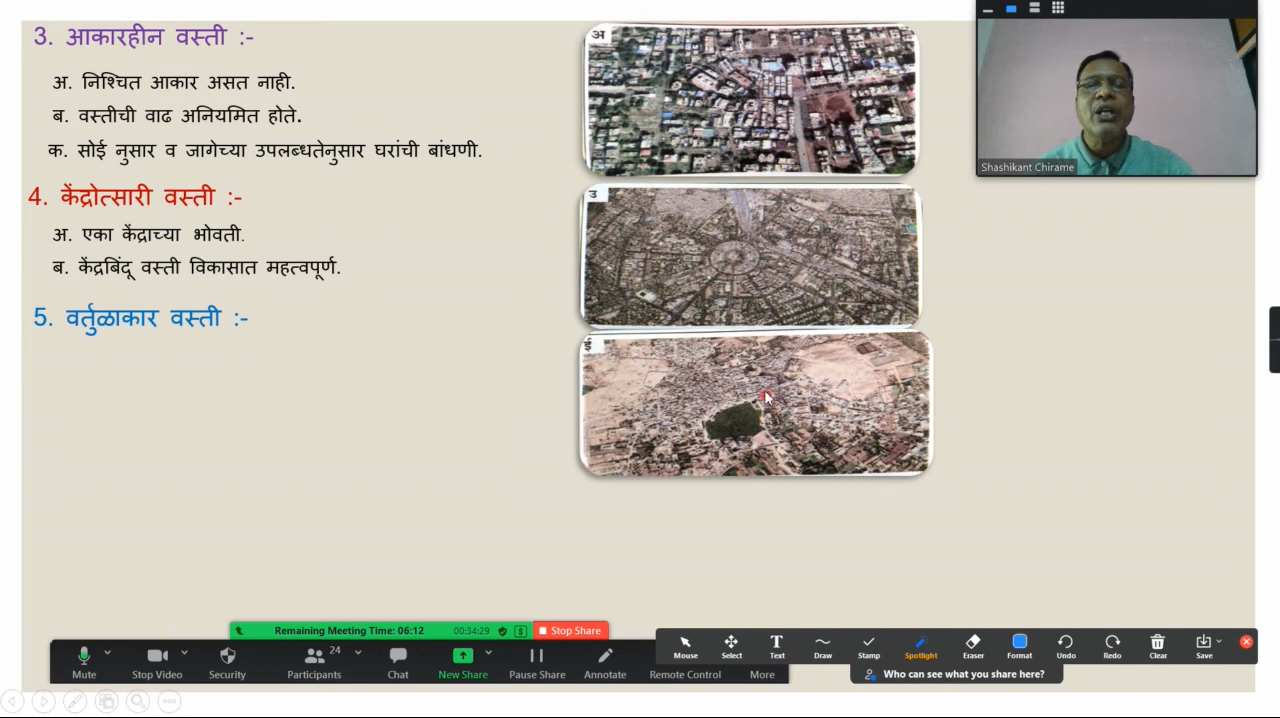 3. आकारहीन वस्ती :-
अ. निश्चित आकार असत नाही.
ब. वस्तीची वाढ अनियमित होते.
क. सोई नुसार व जागेच्या उपलब्धतेनुसार घरांची बांधणी.
4. केंद्रोत्सारी वस्ती :-
अ. एका केंद्राच्या भोवती.
ब. केंद्रबिंदू वस्ती विकासात महत्वपूर्ण.
5. वर्तुळाकार वस्ती :-
अ
उ
ई
Shashikant Chirame
Remaining Meeting Time: 06:12 00:34:29 $ Stop Share
Mute Stop Video Security Participants 24 Chat New Share Pause Share Annotate Remote Control More
Mouse Select Text Draw Stamp Spotlight Eraser Format Undo Redo Clear Save
Who can see what you share here?